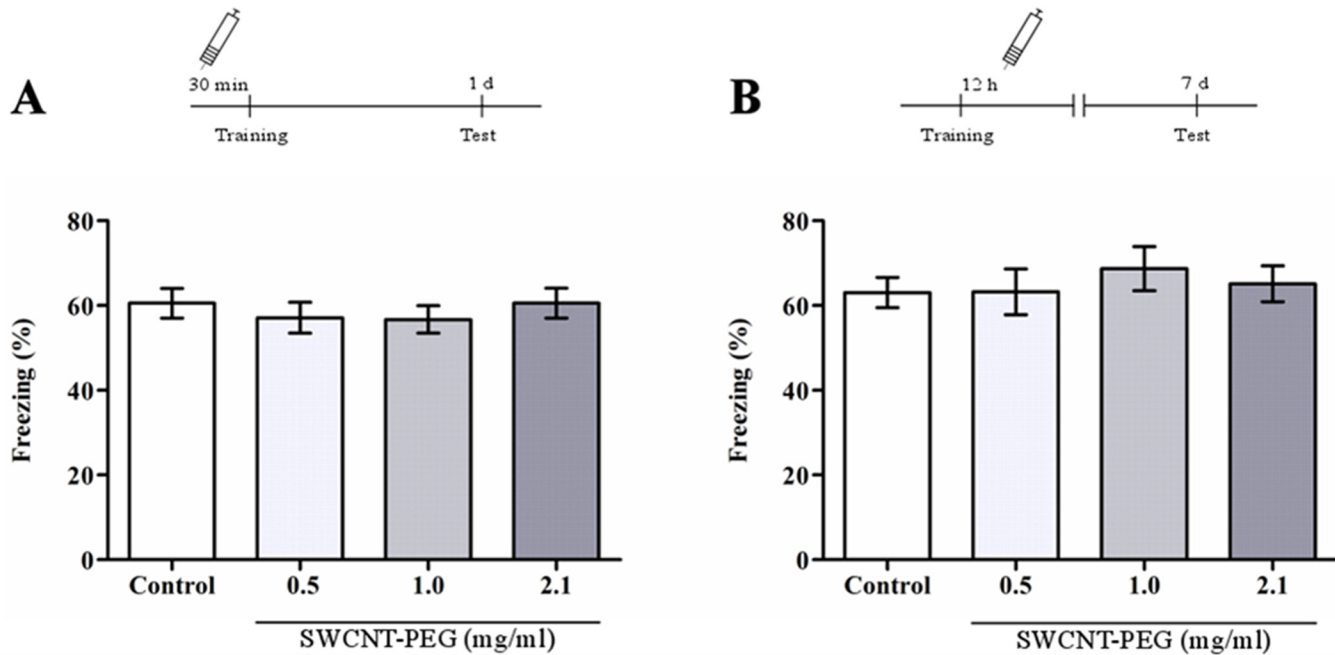 A
30 min
1 d
Training
Test
Freezing (%)
80
60
40
20
0
Control
0.5
1.0
2.1
SWCNT-PEG (mg/ml)
B
12 h
7 d
Training
Test
Freezing (%)
80
60
40
20
0
Control
0.5
1.0
2.1
SWCNT-PEG (mg/ml)